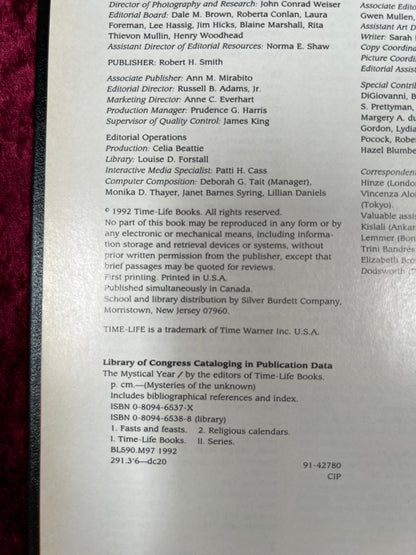 Director of Photography and Research: John Conrad Weiser
Editorial Board: Dale M. Brown, Roberta Conlan, Laura
Foreman, Lee Hassig, Jim Hicks, Blaine Marshall, Rita
Thievon Mullin, Henry Woodhead
Assistant Director of Editorial Resources: Norma E. Shaw
PUBLISHER: Robert H. Smith
Associate Publisher: Ann M. Mirabito
Editorial Director: Russell B. Adams, Jr.
Marketing Director: Anne C. Everhart
Production Manager: Prudence G. Harris
Supervisor of Quality Control: James King
Editorial Operations
Production: Celia Beattie
Library: Louise D. Forstall
Interactive Media Specialist: Patti H. Cass
Computer Composition: Deborah G. Tait (Manager),
Monika D. Thayer, Janet Barnes Syring, Lillian Daniels
© 1992 Time-Life Books. All rights reserved.
No part of this book may be reproduced in any form or by
any electronic or mechanical means, including informa-
tion storage and retrieval devices or systems, without
prior written permission from the publisher, except that
brief passages may be quoted for reviews.
First printing. Printed in U.S.A.
Published simultaneously in Canada.
School and library distribution by Silver Burdett Company,
Morristown, New Jersey 07960.
TIME-LIFE is a trademark of Time Warner Inc. U.S.A.
Library of Congress Cataloging in Publication Data
The Mystical Year / by the editors of Time-Life Books.
p. cm.—(Mysteries of the unknown)
Includes bibliographical references and index.
ISBN 0-8094-6537-X
ISBN 0-8094-6538-8 (library)
1. Fasts and feasts. 2. Religious calendars.
I. Time-Life Books. II. Series.
BL590.M97 1992
291.3'6—dc20 91-42780
CIP
Associate Edito
Gwen Mullen,
Assistant Art D
Writer: Sarah
Copy Coordina
Picture Coordin
Editorial Assis
Special Contrib
DiGiovanni, B
S. Prettyman,
Margery A. du
Gordon, Lydia
Pocock, Rober
Hazel Blumbe
Correspondent
Hinze (London
Vincenza Aloi
(Tokyo).
Valuable assis
Kislali (Ankar
Lemmer (Bon
Trini Bandrés
Elizabeth Bro
Dodsworth (